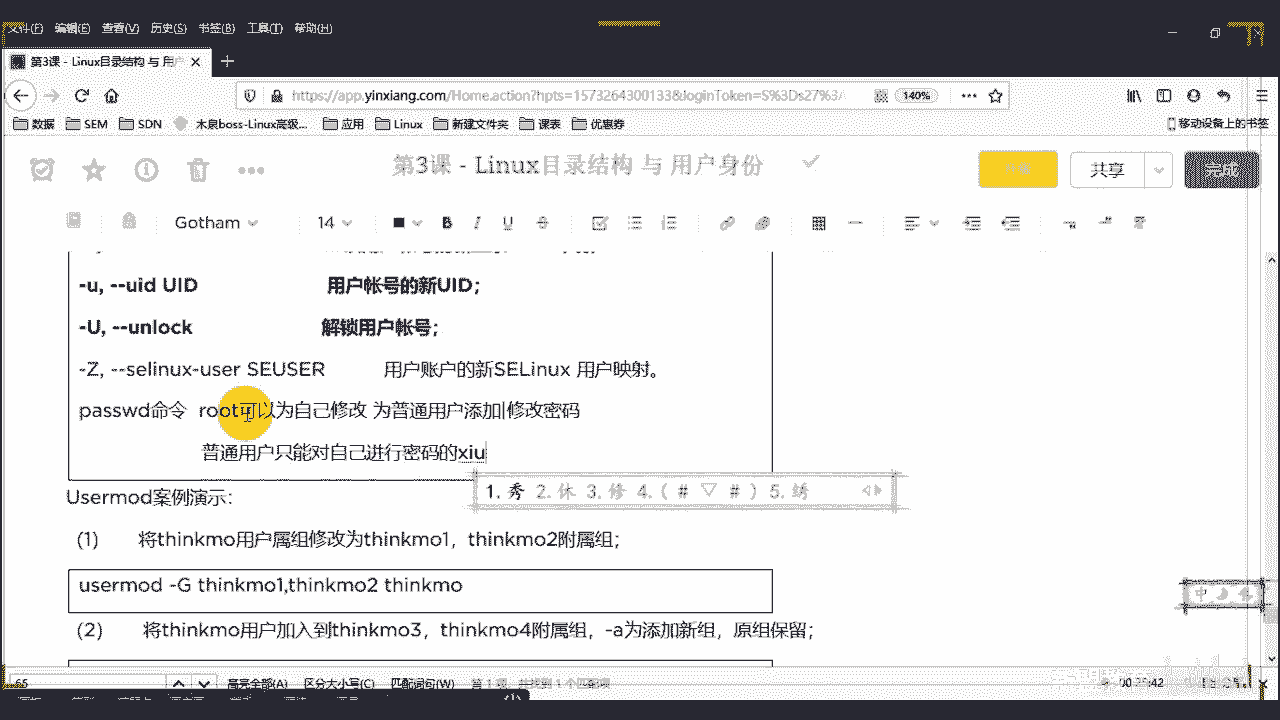 文件(F) 编辑(E) 查看(V) 历史(S) 书签(B) 工具(T) 帮助(H)
第3课 - Linux目录结构 与 用户
https://app.yinxiang.com/Home.action?hpts=1573264300133&loginToken=S%3Ds27%3A 140%
数据 SEM SDN 木泉boss-Linux高级... 应用 Linux 新建文件夹 课表 优惠券 移动设备上的书签
第3课 - Linux目录结构 与 用户身份
共享 完成
Gotham 14 B I U
-u, --uid UID 用户帐号的新UID；
-U, --unlock 解锁用户帐号；
-Z, --selinux-user SEUSER 用户账户的新SELinux 用户映射。
passwd命令 root可以为自己修改 为普通用户添加|修改密码
普通用户只能对自己进行密码的xiu
1. 秀 2. 休 3. 修 4. ( # ▽ # ) 5. 绣
Usermod案例演示：
(1) 将thinkmo用户属组修改为thinkmo1，thinkmo2附属组；
中
usermod -G thinkmo1,thinkmo2 thinkmo
(2) 将thinkmo用户加入到thinkmo3，thinkmo4附属组，-a为添加新组，原组保留；
65 高亮全部(A) 区分大小写(C) 匹配词句(W)